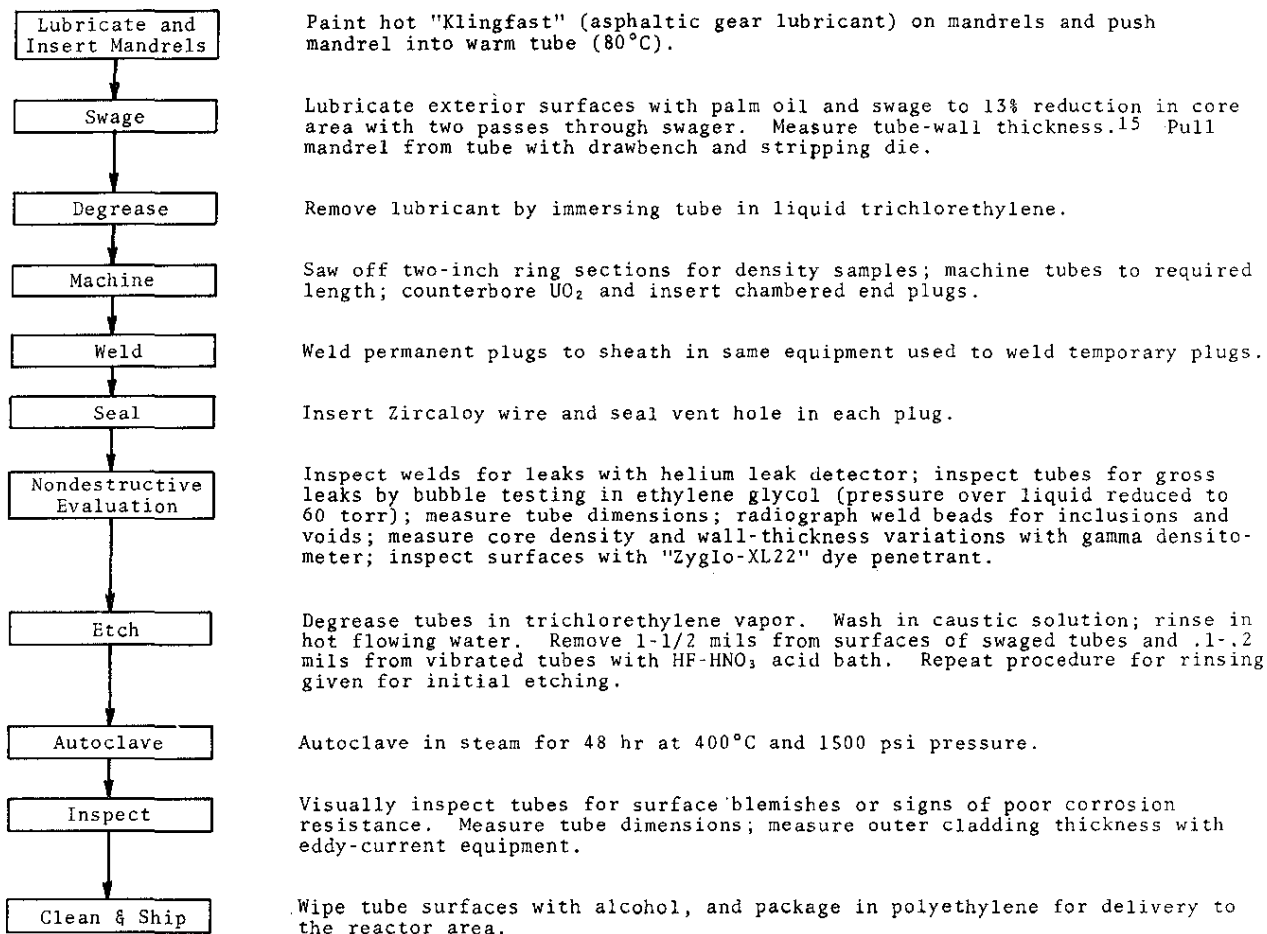 Lubricate and
Insert Mandrels
Paint hot "Klingfast" (asphaltic gear lubricant) on mandrels and push
mandrel into warm tube (80°C).
Swage
Lubricate exterior surfaces with palm oil and swage to 13% reduction in core
area with two passes through swager. Measure tube-wall thickness.15 Pull
mandrel from tube with drawbench and stripping die.
Degrease
Remove lubricant by immersing tube in liquid trichlorethylene.
Machine
Saw off two-inch ring sections for density samples; machine tubes to required
length; counterbore UO₂ and insert chambered end plugs.
Weld
Weld permanent plugs to sheath in same equipment used to weld temporary plugs.
Seal
Insert Zircaloy wire and seal vent hole in each plug.
Nondestructive
Evaluation
Inspect welds for leaks with helium leak detector; inspect tubes for gross
leaks by bubble testing in ethylene glycol (pressure over liquid reduced to
60 torr); measure tube dimensions; radiograph weld beads for inclusions and
voids; measure core density and wall-thickness variations with gamma densito-
meter; inspect surfaces with "Zyglo-XL22" dye penetrant.
Etch
Degrease tubes in trichlorethylene vapor. Wash in caustic solution; rinse in
hot flowing water. Remove 1-1/2 mils from surfaces of swaged tubes and .1-.2
mils from vibrated tubes with HF-HNO₃ acid bath. Repeat procedure for rinsing
given for initial etching.
Autoclave
Autoclave in steam for 48 hr at 400°C and 1500 psi pressure.
Inspect
Visually inspect tubes for surface blemishes or signs of poor corrosion
resistance. Measure tube dimensions; measure outer cladding thickness with
eddy-current equipment.
Clean & Ship
Wipe tube surfaces with alcohol, and package in polyethylene for delivery to
the reactor area.